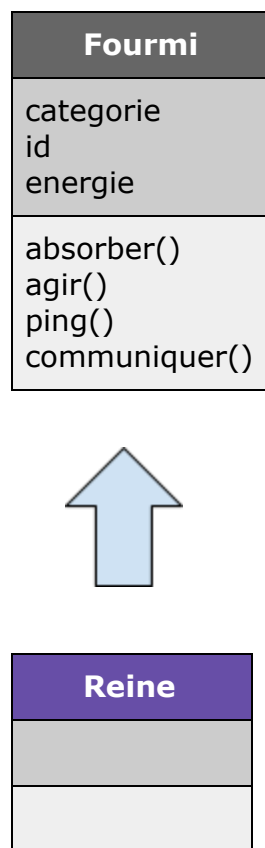 Fourmi
categorie
id
energie
absorber()
agir()
ping()
communiquer()
Reine